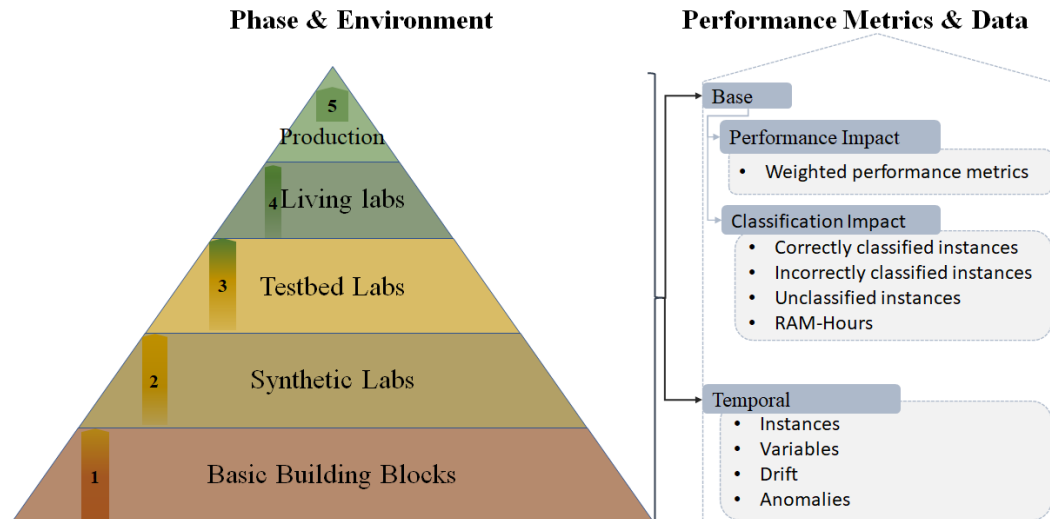 Phase & Environment
5
Production
4
Living labs
3
Testbed Labs
2
Synthetic Labs
1
Basic Building Blocks
Performance Metrics & Data
Base
Performance Impact
• Weighted performance metrics
Classification Impact
• Correctly classified instances
• Incorrectly classified instances
• Unclassified instances
• RAM-Hours
Temporal
• Instances
• Variables
• Drift
• Anomalies